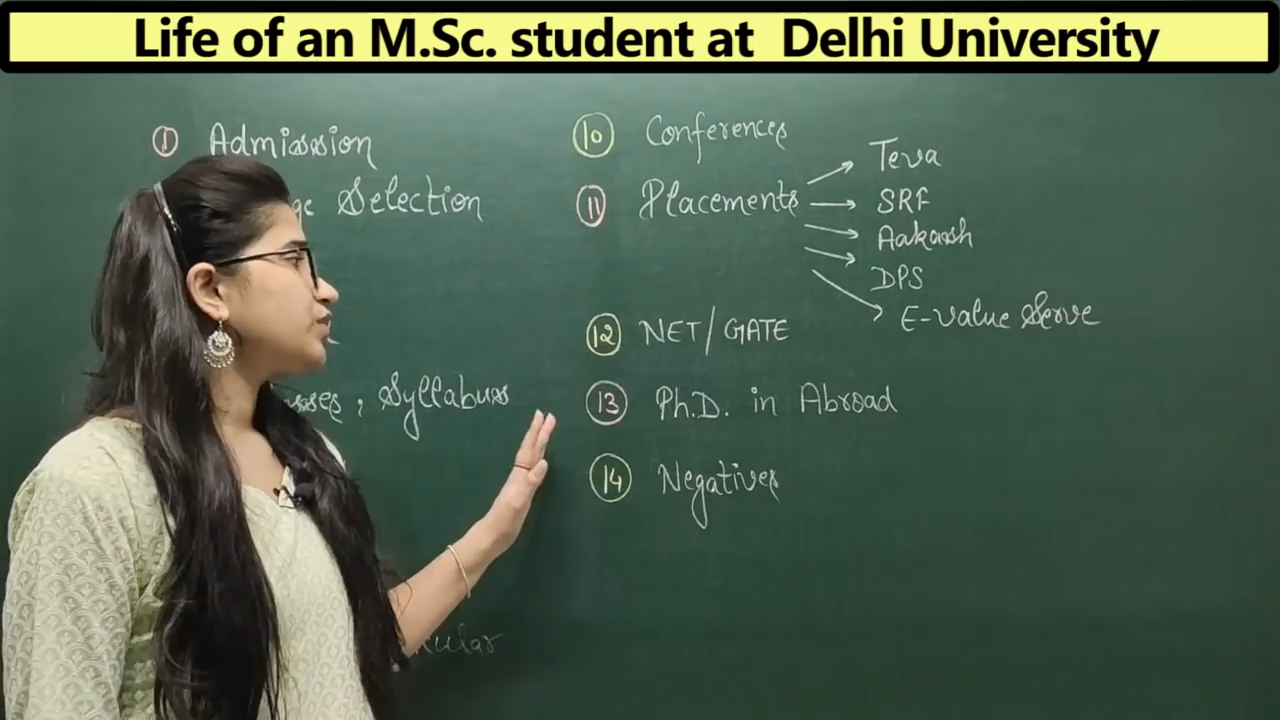 Life of an M.Sc. student at Delhi University
① Admission
Selection
, Syllabus
⑩ Conferences
⑪ Placements
Teva
SRF
Aakash
DPS
E-Value Serve
⑫ NET/GATE
⑬ Ph.D. in Abroad
⑭ Negatives